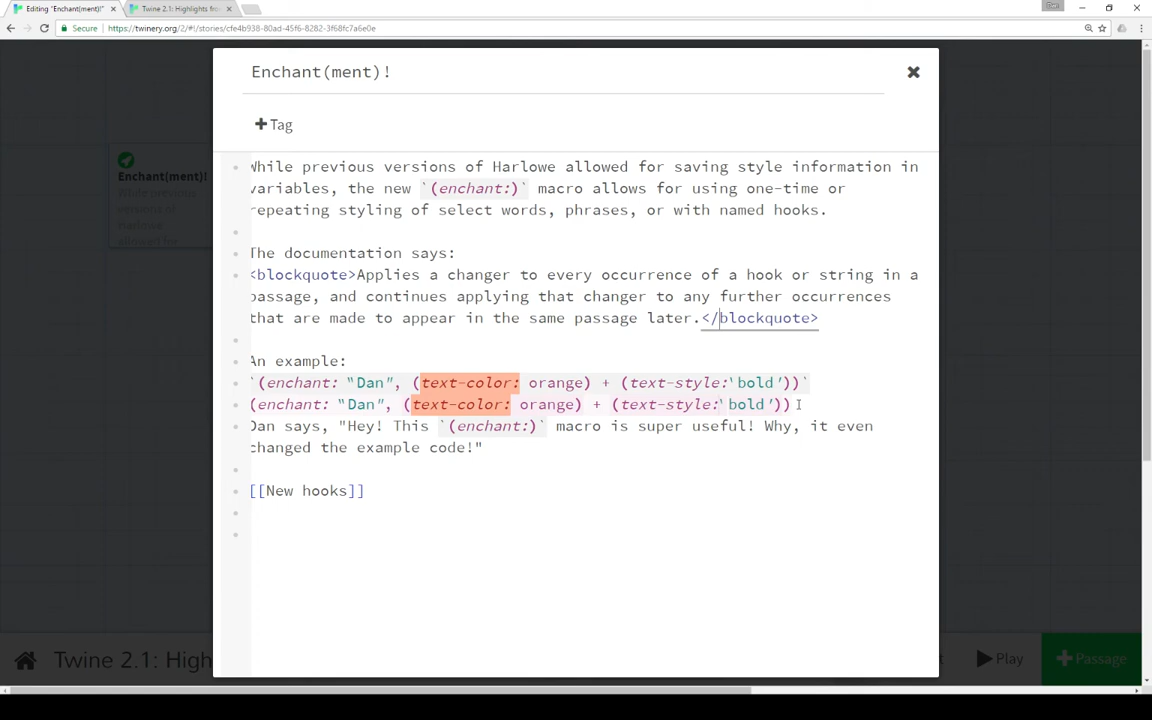 Editing "Enchant(ment)!"
Twine 2.1: Highlights fro
Secure
https://twinery.org/2/#!/stories/cfe4b938-80ad-45f6-8282-3f68fc7a6e0e
Enchant(ment)!
+ Tag
While previous versions of Harlowe allowed for saving style information in
variables, the new `(enchant:)` macro allows for using one-time or
repeating styling of select words, phrases, or with named hooks.
The documentation says:
<blockquote>Applies a changer to every occurrence of a hook or string in a
passage, and continues applying that changer to any further occurrences
that are made to appear in the same passage later.</blockquote>
An example:
`(enchant: "Dan", (text-color: orange) + (text-style:'bold'))`
(enchant: "Dan", (text-color: orange) + (text-style:'bold'))
Dan says, "Hey! This `(enchant:)` macro is super useful! Why, it even
changed the example code!"
[[New hooks]]
Enchant(ment)!
While previous
versions of
Harlowe
allowed for
Twine 2.1: High
Play
+ Passage